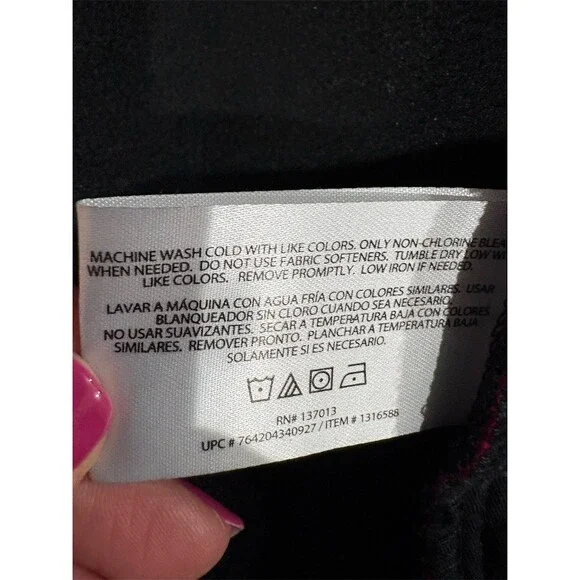 MACHINE WASH COLD WITH LIKE COLORS. ONLY NON-CHLORINE
WHEN NEEDED. DO NOT USE FABRIC SOFTENERS. TUMBLE DRY LOW
LIKE COLORS. REMOVE PROMPTLY. LOW IRON IF NEEDED.
LAVAR A MÁQUINA CON AGUA FRÍA CON COLORES SIMILARES. USAR
BLANQUEADOR SIN CLORO CUANDO SEA NECESARIO.
NO USAR SUAVIZANTES. SECAR A TEMPERATURA BAJA CON COLORES
SIMILARES. REMOVER PRONTO. PLANCHAR A TEMPERATURA BAJA
SOLAMENTE SI ES NECESARIO.
RN# 137013
UPC # 764204340927 / ITEM # 1316588